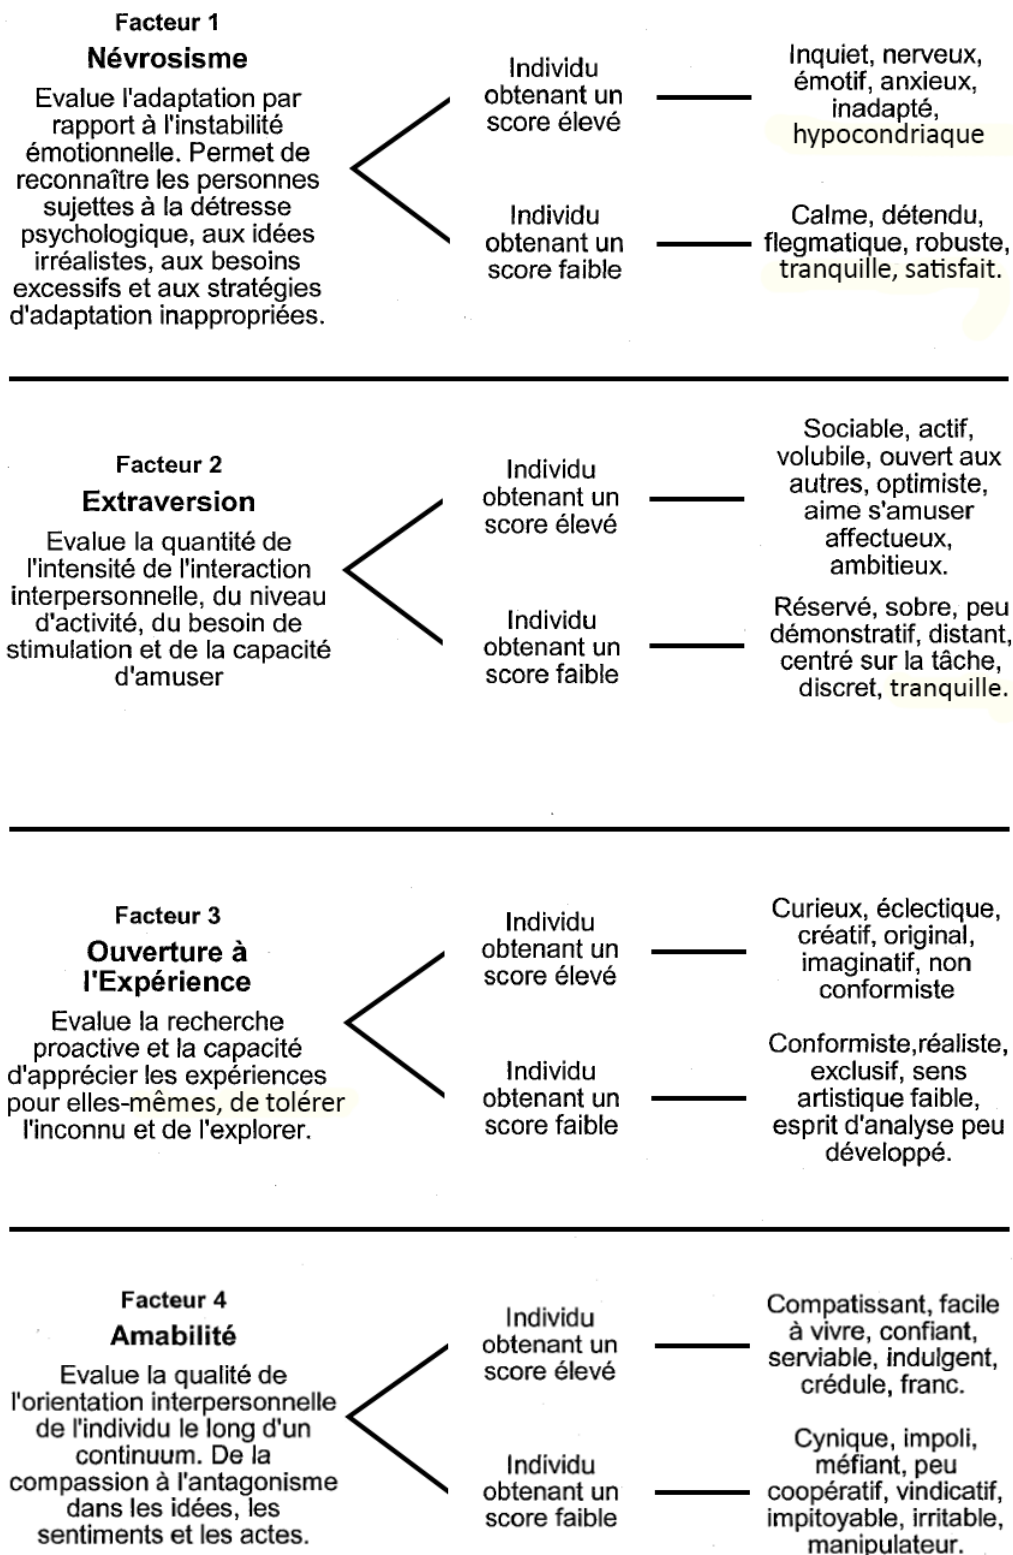 Facteur 1
Névrosisme
Evalue l'adaptation par
rapport à l'instabilité
émotionnelle. Permet de
reconnaître les personnes
sujettes à la détresse
psychologique, aux idées
irréalistes, aux besoins
excessifs et aux stratégies
d'adaptation inappropriées.
Individu
obtenant un
score élevé
Inquiet, nerveux,
émotif, anxieux,
inadapté,
hypocondriaque
Individu
obtenant un
score faible
Calme, détendu,
flegmatique, robuste,
tranquille, satisfait.
Facteur 2
Extraversion
Evalue la quantité de
l'intensité de l'interaction
interpersonnelle, du niveau
d'activité, du besoin de
stimulation et de la capacité
d'amuser
Individu
obtenant un
score élevé
Sociable, actif,
volubile, ouvert aux
autres, optimiste,
aime s'amuser
affectueux,
ambitieux.
Individu
obtenant un
score faible
Réservé, sobre, peu
démonstratif, distant,
centré sur la tâche,
discret, tranquille.
Facteur 3
Ouverture à
l'Expérience
Evalue la recherche
proactive et la capacité
d'apprécier les expériences
pour elles-mêmes, de tolérer
l'inconnu et de l'explorer.
Individu
obtenant un
score élevé
Curieux, éclectique,
créatif, original,
imaginatif, non
conformiste
Individu
obtenant un
score faible
Conformiste,réaliste,
exclusif, sens
artistique faible,
esprit d'analyse peu
développé.
Facteur 4
Amabilité
Evalue la qualité de
l'orientation interpersonnelle
de l'individu le long d'un
continuum. De la
compassion à l'antagonisme
dans les idées, les
sentiments et les actes.
Individu
obtenant un
score élevé
Compatissant, facile
à vivre, confiant,
serviable, indulgent,
crédule, franc.
Individu
obtenant un
score faible
Cynique, impoli,
méfiant, peu
coopératif, vindicatif,
impitoyable, irritable,
manipulateur.